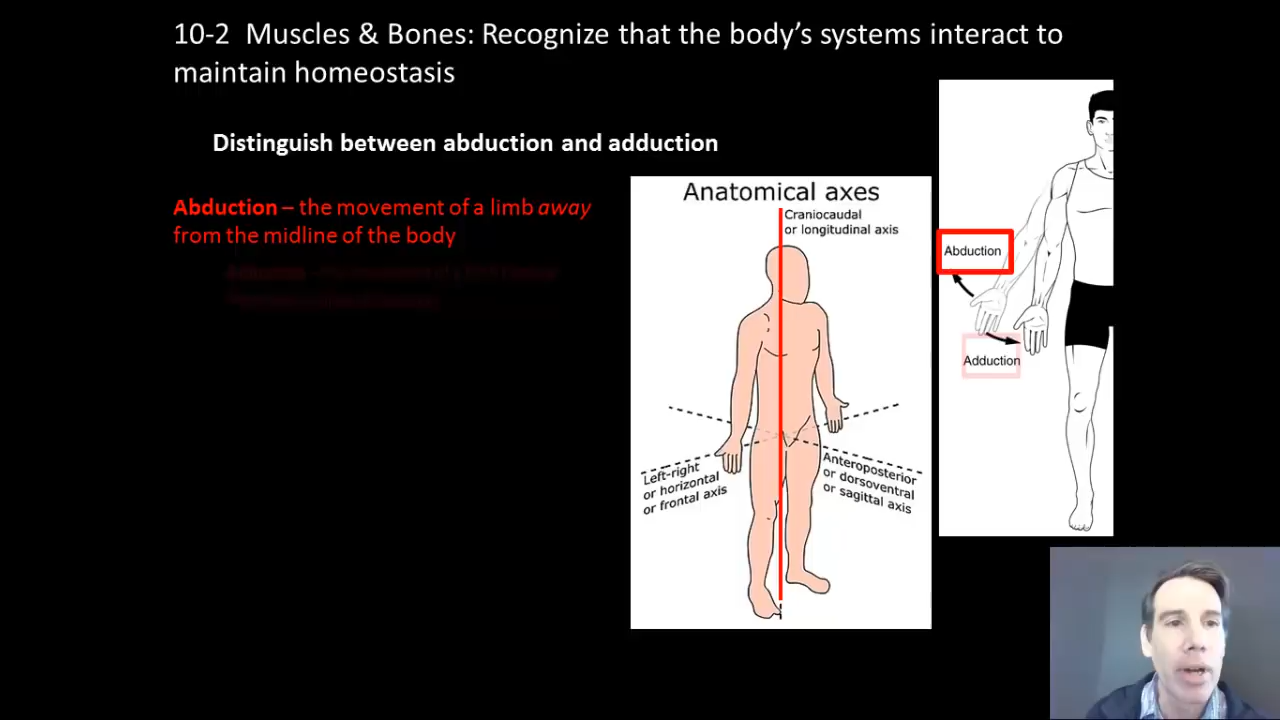 10-2 Muscles & Bones: Recognize that the body's systems interact to
maintain homeostasis
Distinguish between abduction and adduction
Abduction – the movement of a limb away
from the midline of the body
Anatomical axes
Craniocaudal
or longitudinal axis
Left-right
or horizontal
or frontal axis
Anteroposterior
or dorsoventral
or sagittal axis
Abduction
Adduction